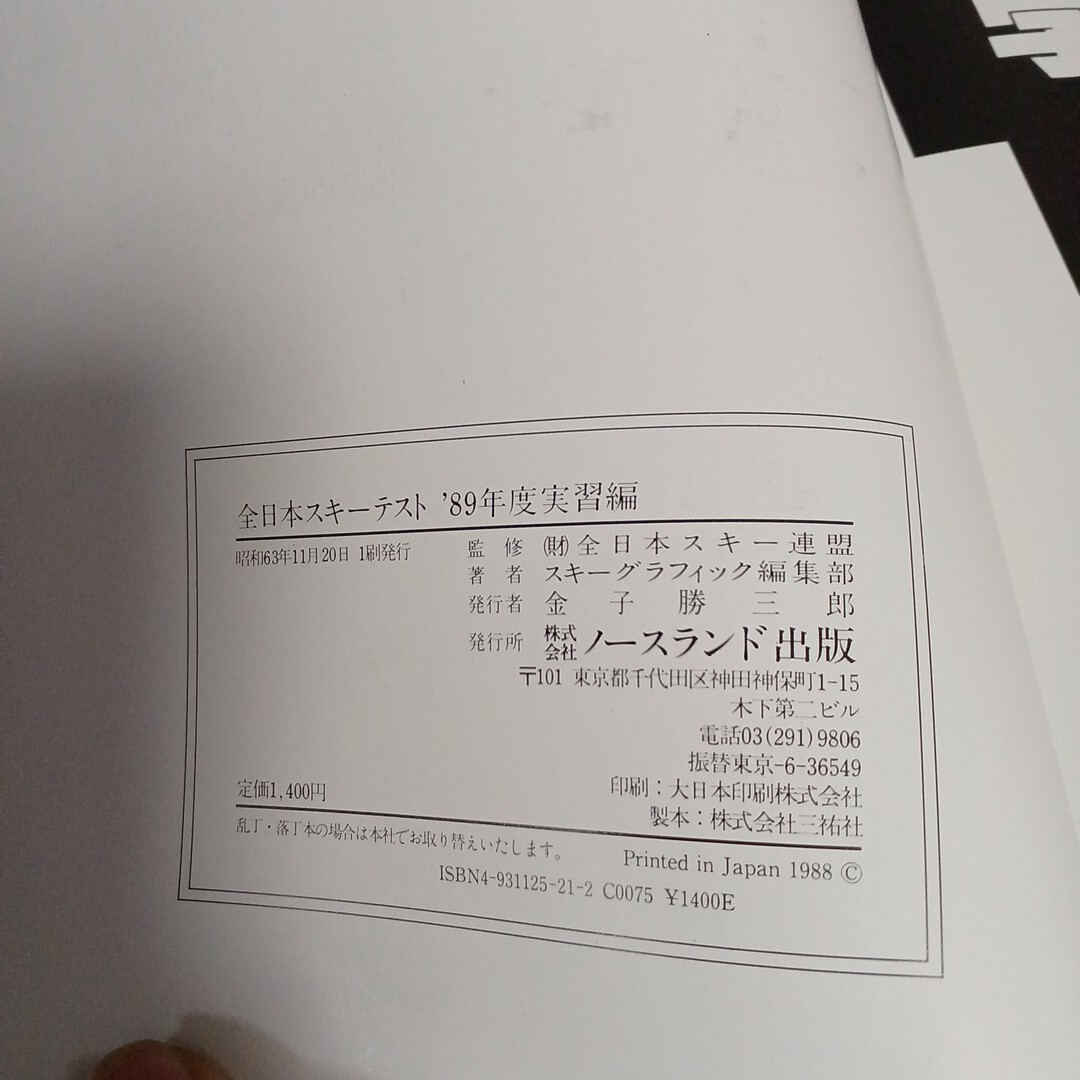 全日本スキーテスト '89年度実習編
昭和63年11月20日 1刷発行
監修 (財)全日本スキー連盟
著者 スキーグラフィック編集部
発行者 金子勝三郎
発行所 株式会社 ノースランド出版
〒101 東京都千代田区神田神保町1-15
木下第二ビル
電話03(291)9806
振替東京-6-36549
印刷：大日本印刷株式会社
製本：株式会社三祐社
定価1,400円
乱丁・落丁本の場合は本社でお取り替えいたします。
Printed in Japan 1988 ©
ISBN4-931125-21-2 C0075 ¥1400E